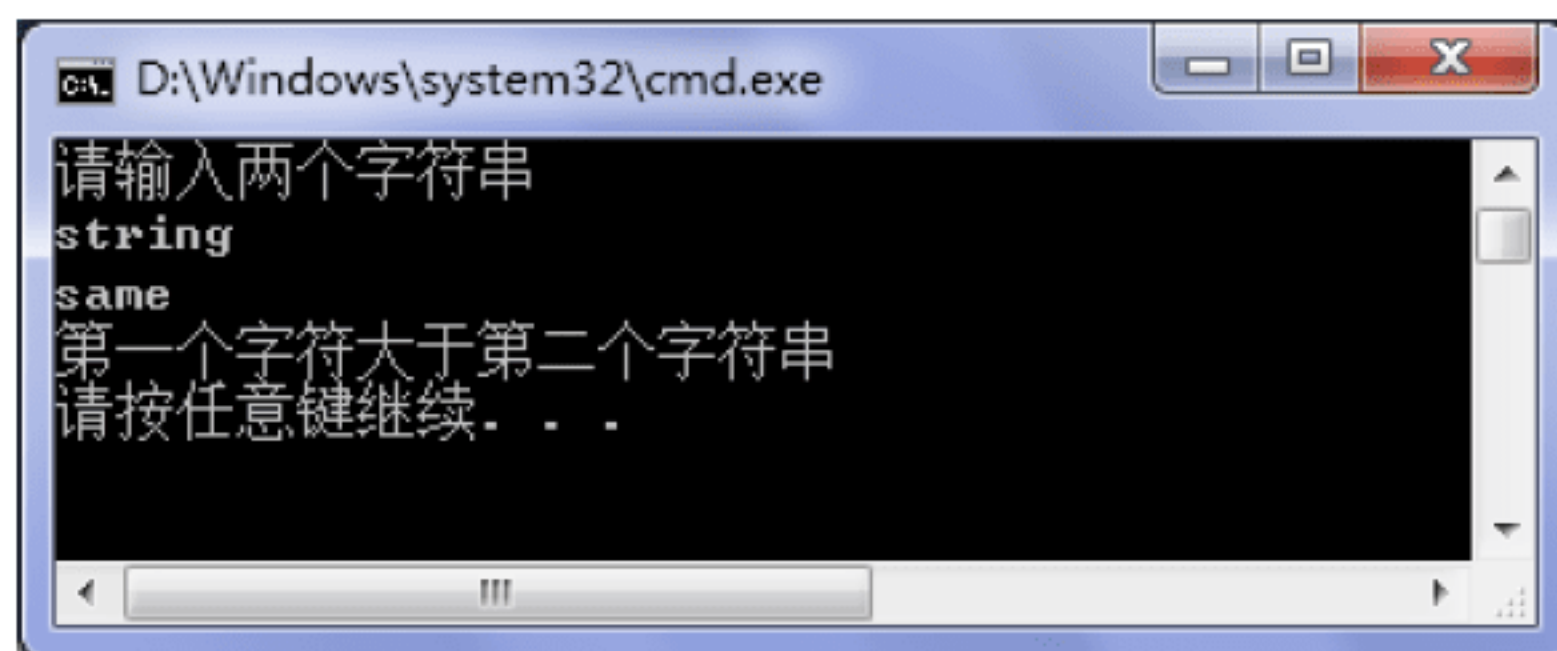 D:\Windows\system32\cmd.exe
请输入两个字符串
string
same
第一个字符大于第二个字符串
请按任意键继续. . .